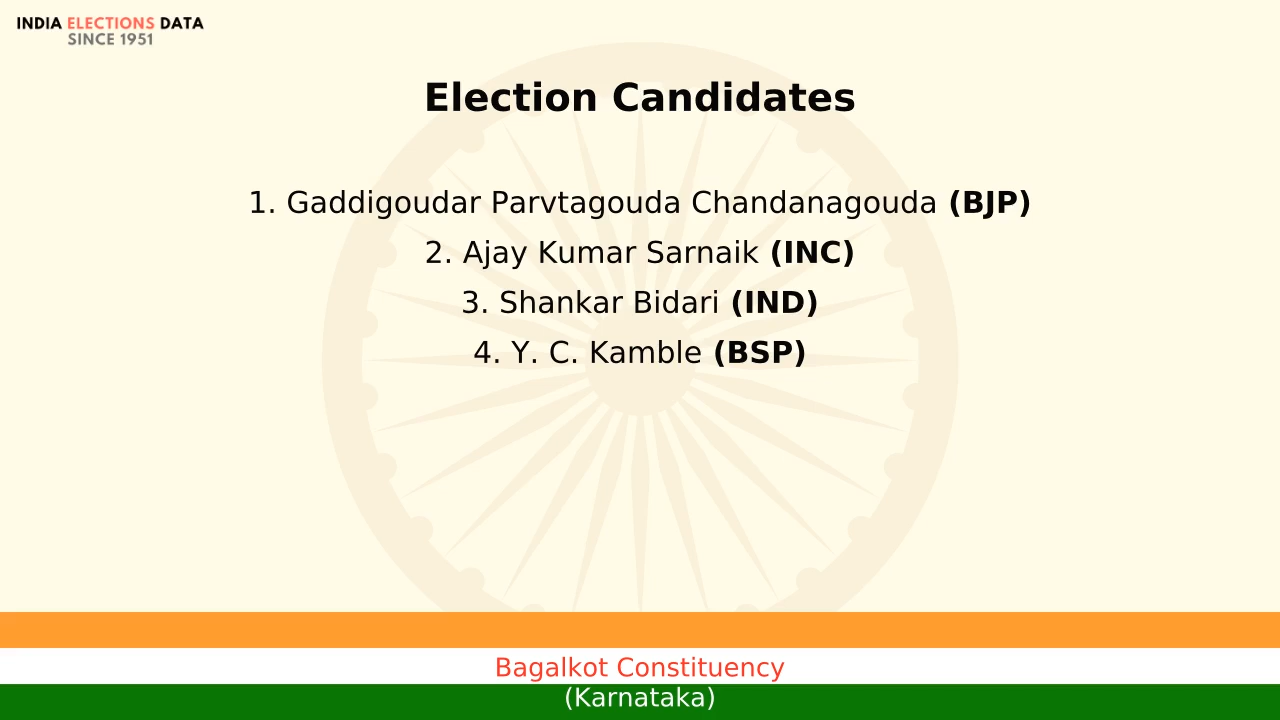 INDIA ELECTIONS DATA
SINCE 1951
Election Candidates
1. Gaddigoudar Parvtagouda Chandanagouda (BJP)
2. Ajay Kumar Sarnaik (INC)
3. Shankar Bidari (IND)
4. Y. C. Kamble (BSP)
Bagalkot Constituency
(Karnataka)